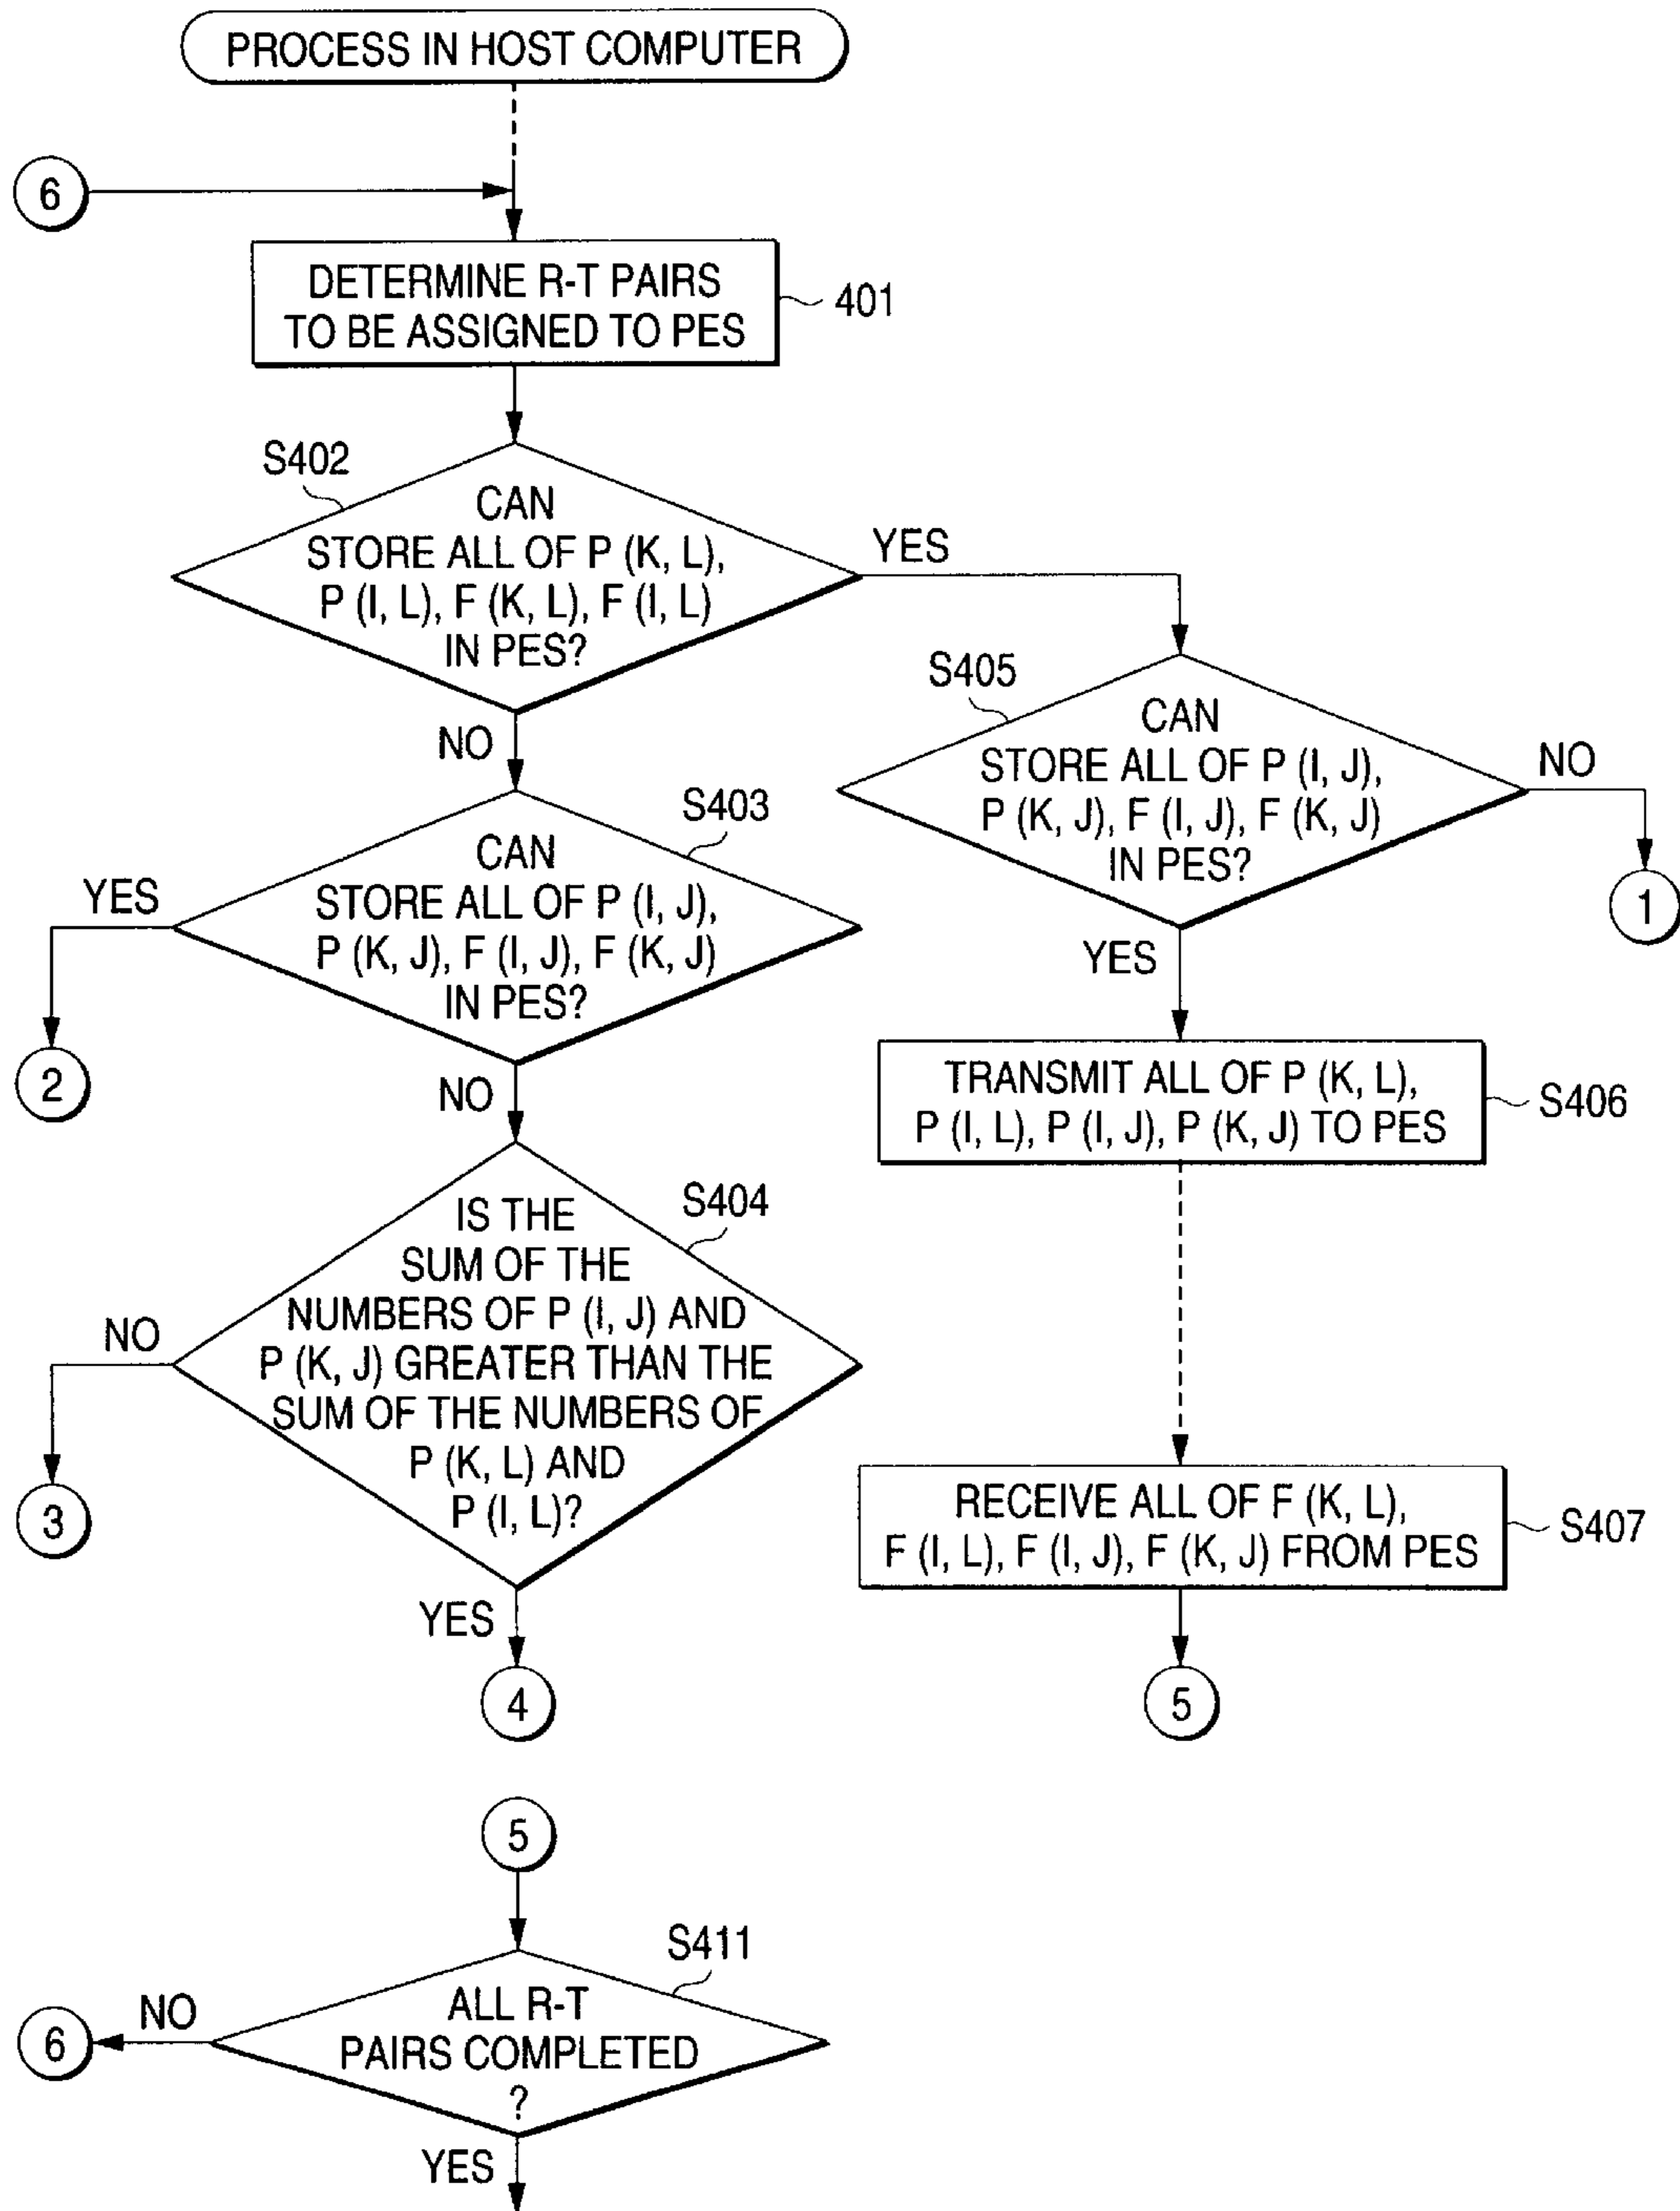 PROCESS IN HOST COMPUTER
6
DETERMINE R-T PAIRS
TO BE ASSIGNED TO PES
401
S402
CAN
STORE ALL OF P (K, L),
P (I, L), F (K, L), F (I, L)
IN PES?
YES
NO
S405
CAN
STORE ALL OF P (I, J),
P (K, J), F (I, J), F (K, J)
IN PES?
NO
1
YES
S403
CAN
STORE ALL OF P (I, J),
P (K, J), F (I, J), F (K, J)
IN PES?
YES
2
NO
TRANSMIT ALL OF P (K, L),
P (I, L), P (I, J), P (K, J) TO PES
S406
S404
IS THE
SUM OF THE
NUMBERS OF P (I, J) AND
P (K, J) GREATER THAN THE
SUM OF THE NUMBERS OF
P (K, L) AND
P (I, L)?
NO
3
YES
4
RECEIVE ALL OF F (K, L),
F (I, L), F (I, J), F (K, J) FROM PES
S407
5
5
S411
ALL R-T
PAIRS COMPLETED
?
NO
6
YES